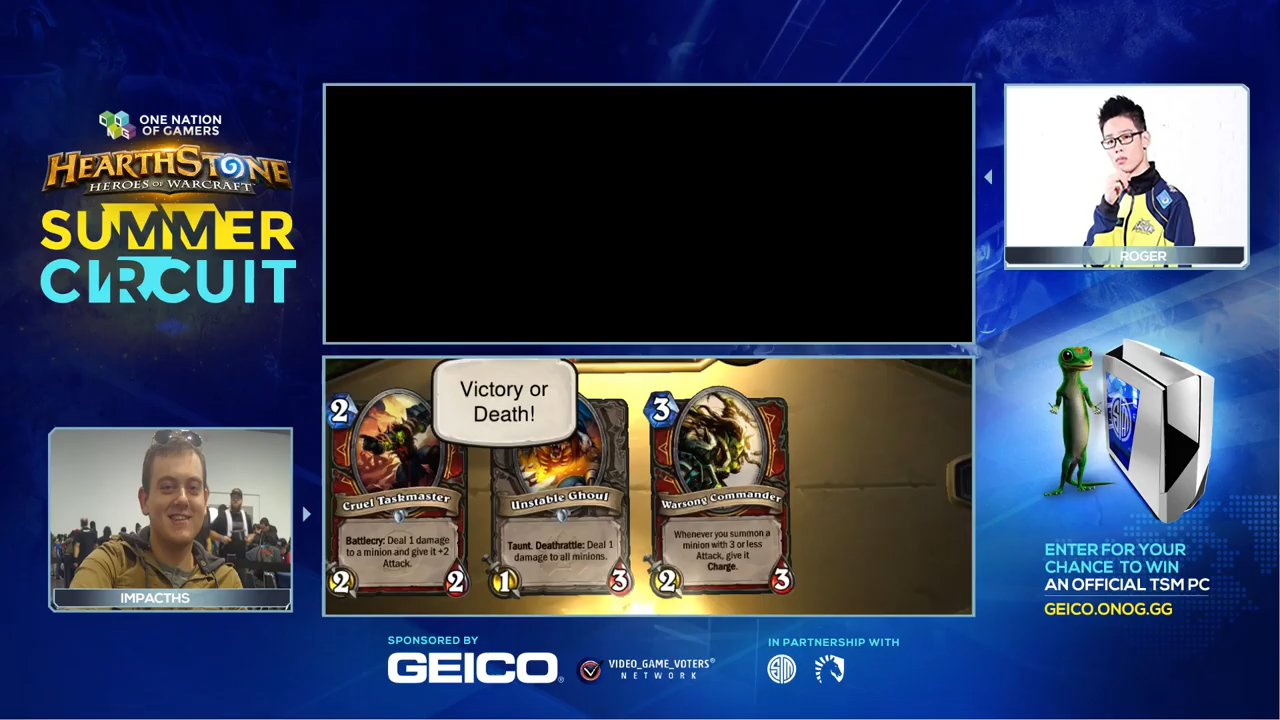 ONE NATION
OF GAMERS
HEARTHSTONE
HEROES OF WARCRAFT
SUMMER
CIRCUIT
ROGER
Victory or
Death!
2
3
Cruel Taskmaster
Unstable Ghoul
Warsong Commander
Battlecry: Deal 1 damage
to a minion and give it +2
Attack.
Taunt. Deathrattle: Deal 1
damage to all minions.
Whenever you summon a
minion with 3 or less
Attack, give it
Charge.
2
2
1
3
2
3
IMPACTHS
ENTER FOR YOUR
CHANCE TO WIN
AN OFFICIAL TSM PC
GEICO.ONOG.GG
SPONSORED BY
GEICO®
VIDEO_GAME_VOTERS®
NETWORK
IN PARTNERSHIP WITH
TSM